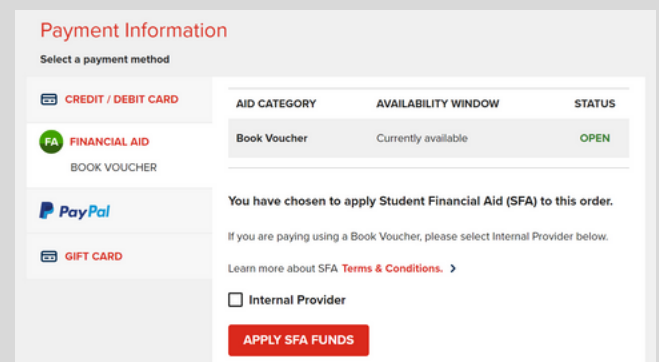 Payment Information
Select a payment method
CREDIT / DEBIT CARD
FA FINANCIAL AID
BOOK VOUCHER
PayPal
GIFT CARD
AID CATEGORY AVAILABILITY WINDOW STATUS
Book Voucher Currently available OPEN
You have chosen to apply Student Financial Aid (SFA) to this order.
If you are paying using a Book Voucher, please select Internal Provider below.
Learn more about SFA Terms & Conditions.
Internal Provider
APPLY SFA FUNDS